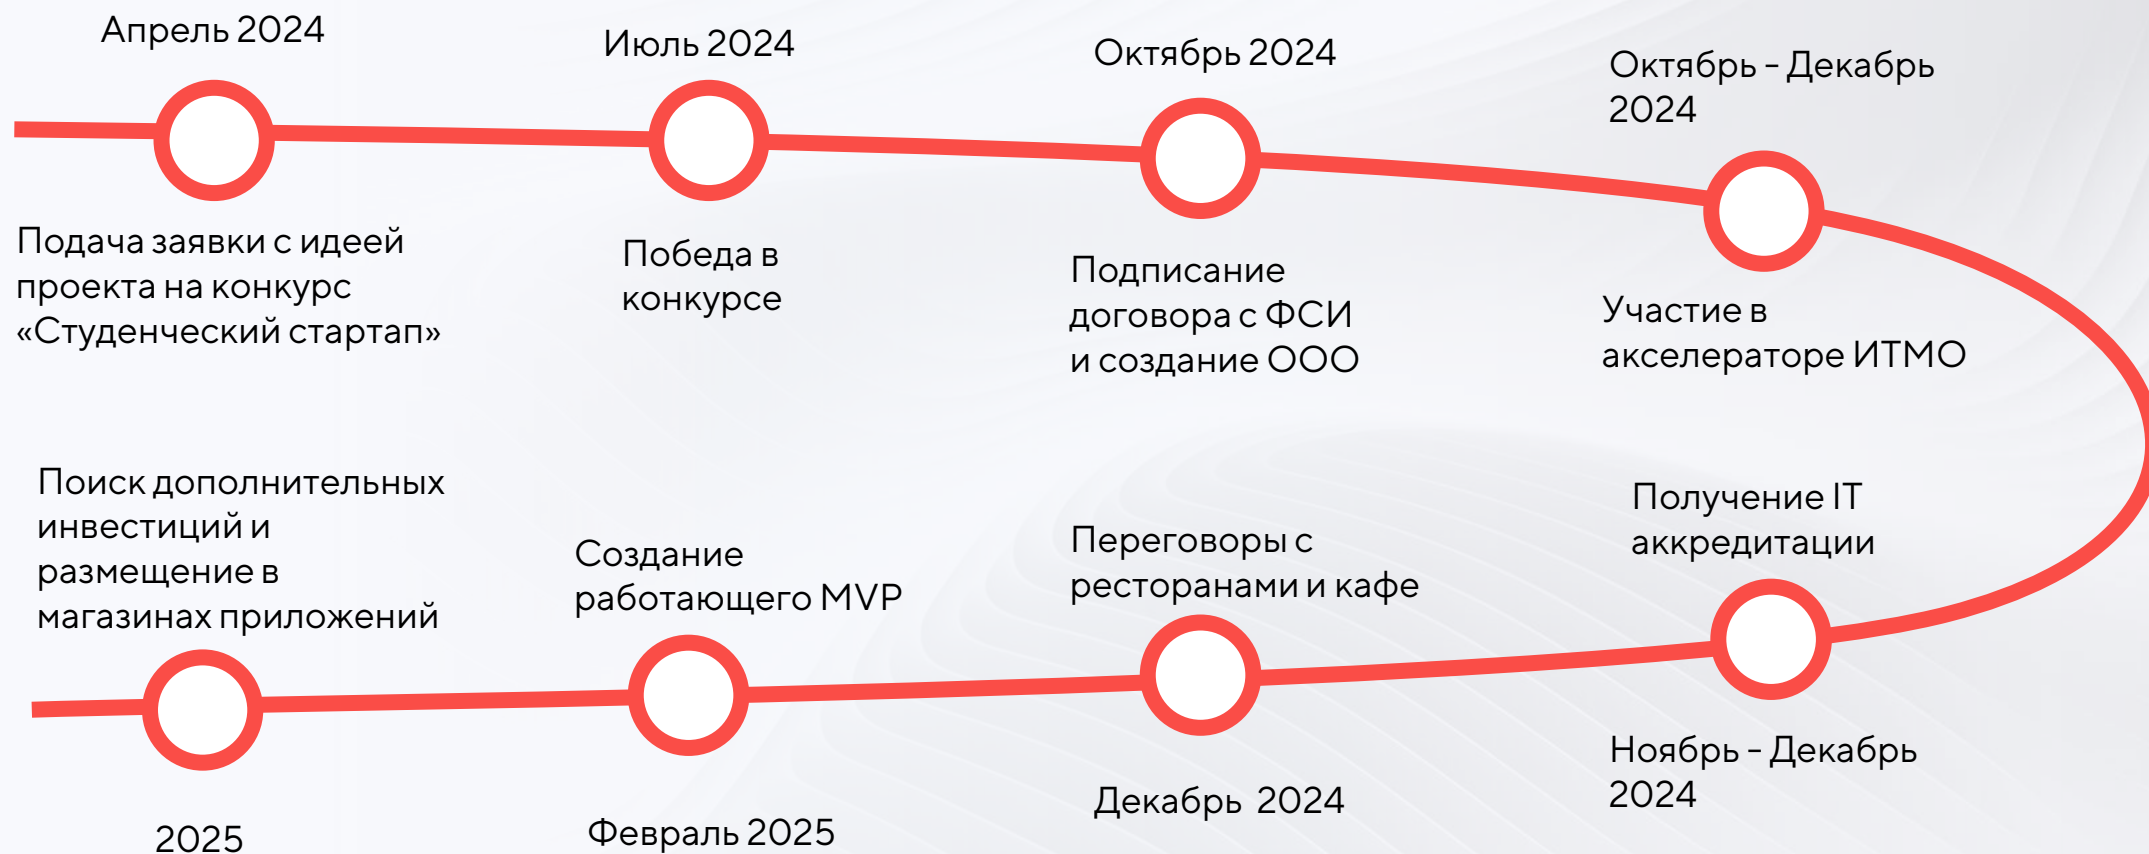 Апрель 2024
Подача заявки с идеей
проекта на конкурс
«Студенческий стартап»
Июль 2024
Победа в
конкурсе
Октябрь 2024
Подписание
договора с ФСИ
и создание ООО
Октябрь - Декабрь
2024
Участие в
акселераторе ИТМО
Получение IT
аккредитации
Ноябрь - Декабрь
2024
Переговоры с
ресторанами и кафе
Декабрь 2024
Создание
работающего MVP
Февраль 2025
Поиск дополнительных
инвестиций и
размещение в
магазинах приложений
2025